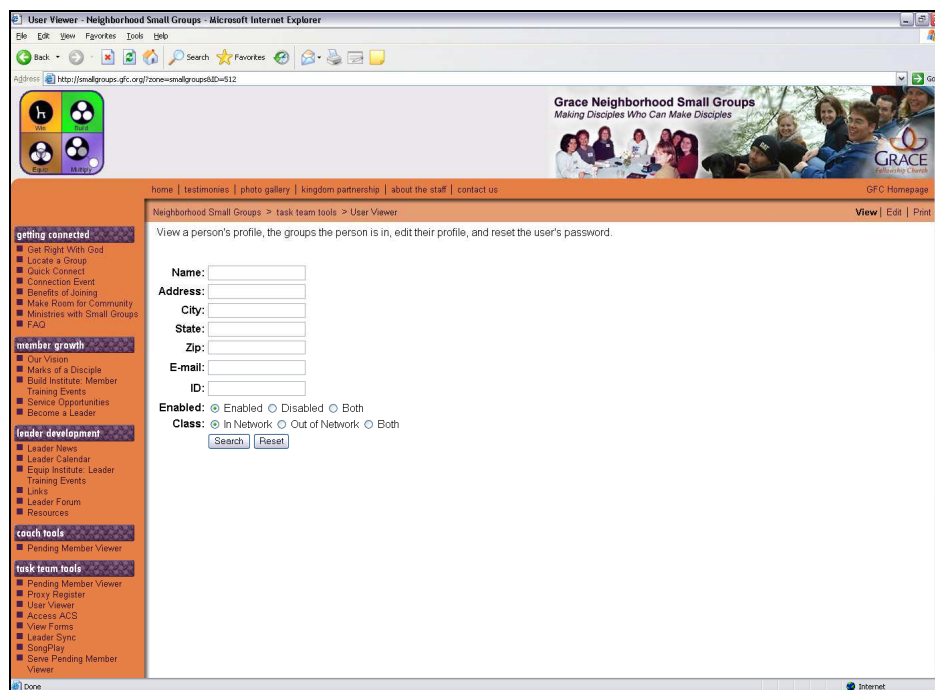 User Viewer - Neighborhood Small Groups - Microsoft Internet Explorer
File Edit View Favorites Tools Help
Back Search Favorites
Address http://smallgroups.gfc.org/?zone=smallgroups&ID=512 Go
Win Build
Equip Multiply
Grace Neighborhood Small Groups
Making Disciples Who Can Make Disciples
GRACE
Fellowship Church
home | testimonies | photo gallery | kingdom partnership | about the staff | contact us GFC Homepage
Neighborhood Small Groups > task team tools > User Viewer View | Edit | Print
getting connected
Get Right With God
Locate a Group
Quick Connect
Connection Event
Benefits of Joining
Make Room for Community
Ministries with Small Groups
FAQ
member growth
Our Vision
Marks of a Disciple
Build Institute: Member
Training Events
Service Opportunities
Become a Leader
leader development
Leader News
Leader Calendar
Equip Institute: Leader
Training Events
Links
Leader Forum
Resources
coach tools
Pending Member Viewer
task team tools
Pending Member Viewer
Proxy Register
User Viewer
Access ACS
View Forms
Leader Sync
SongPlay
Serve Pending Member
Viewer
View a person's profile, the groups the person is in, edit their profile, and reset the user's password.
Name:
Address:
City:
State:
Zip:
E-mail:
ID:
Enabled: Enabled Disabled Both
Class: In Network Out of Network Both
Search Reset
Done Internet